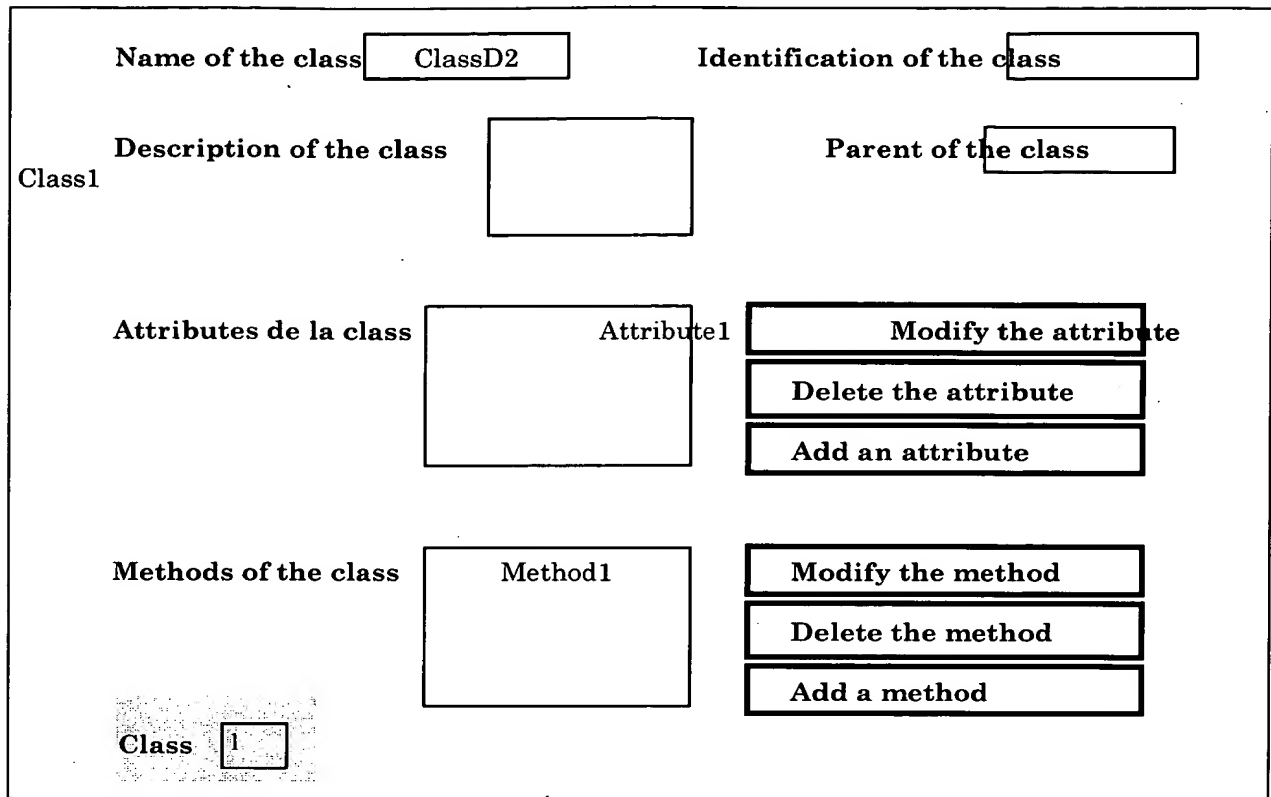 Name of the class ClassD2 Identification of the class
Description of the class Parent of the class
Class1
Attributes de la class Attribute1 Modify the attribute
Delete the attribute
Add an attribute
Methods of the class Method1 Modify the method
Delete the method
Add a method
Class 1